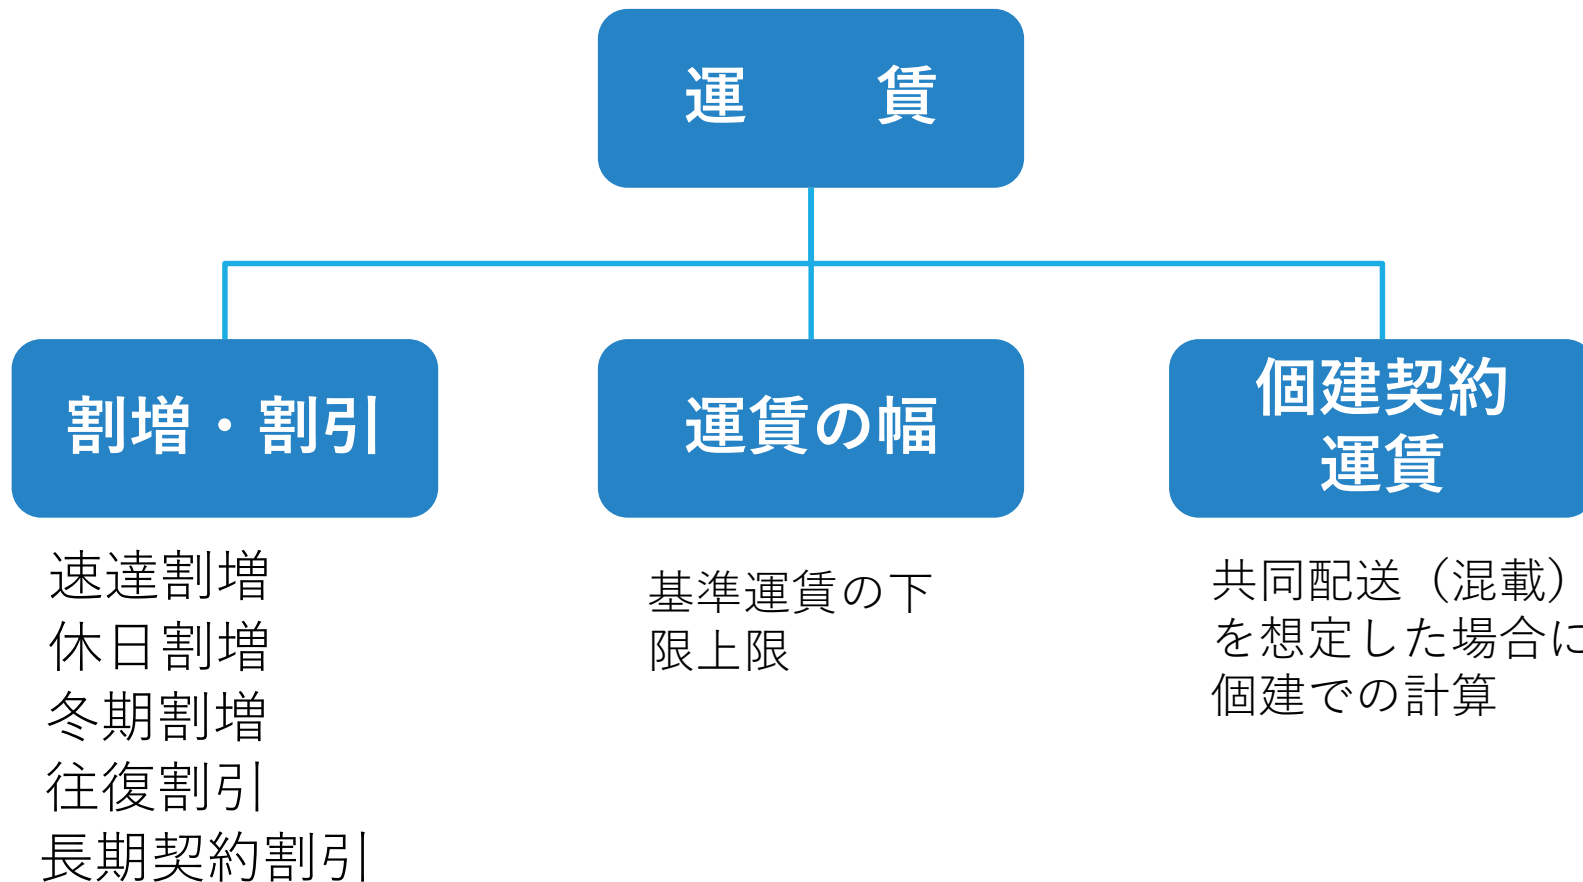 運　　賃
割増・割引
速達割増
休日割増
冬期割増
往復割引
長期契約割引
運賃の幅
基準運賃の下
限上限
個建契約
運賃
共同配送（混載）
を想定した場合に
個建での計算